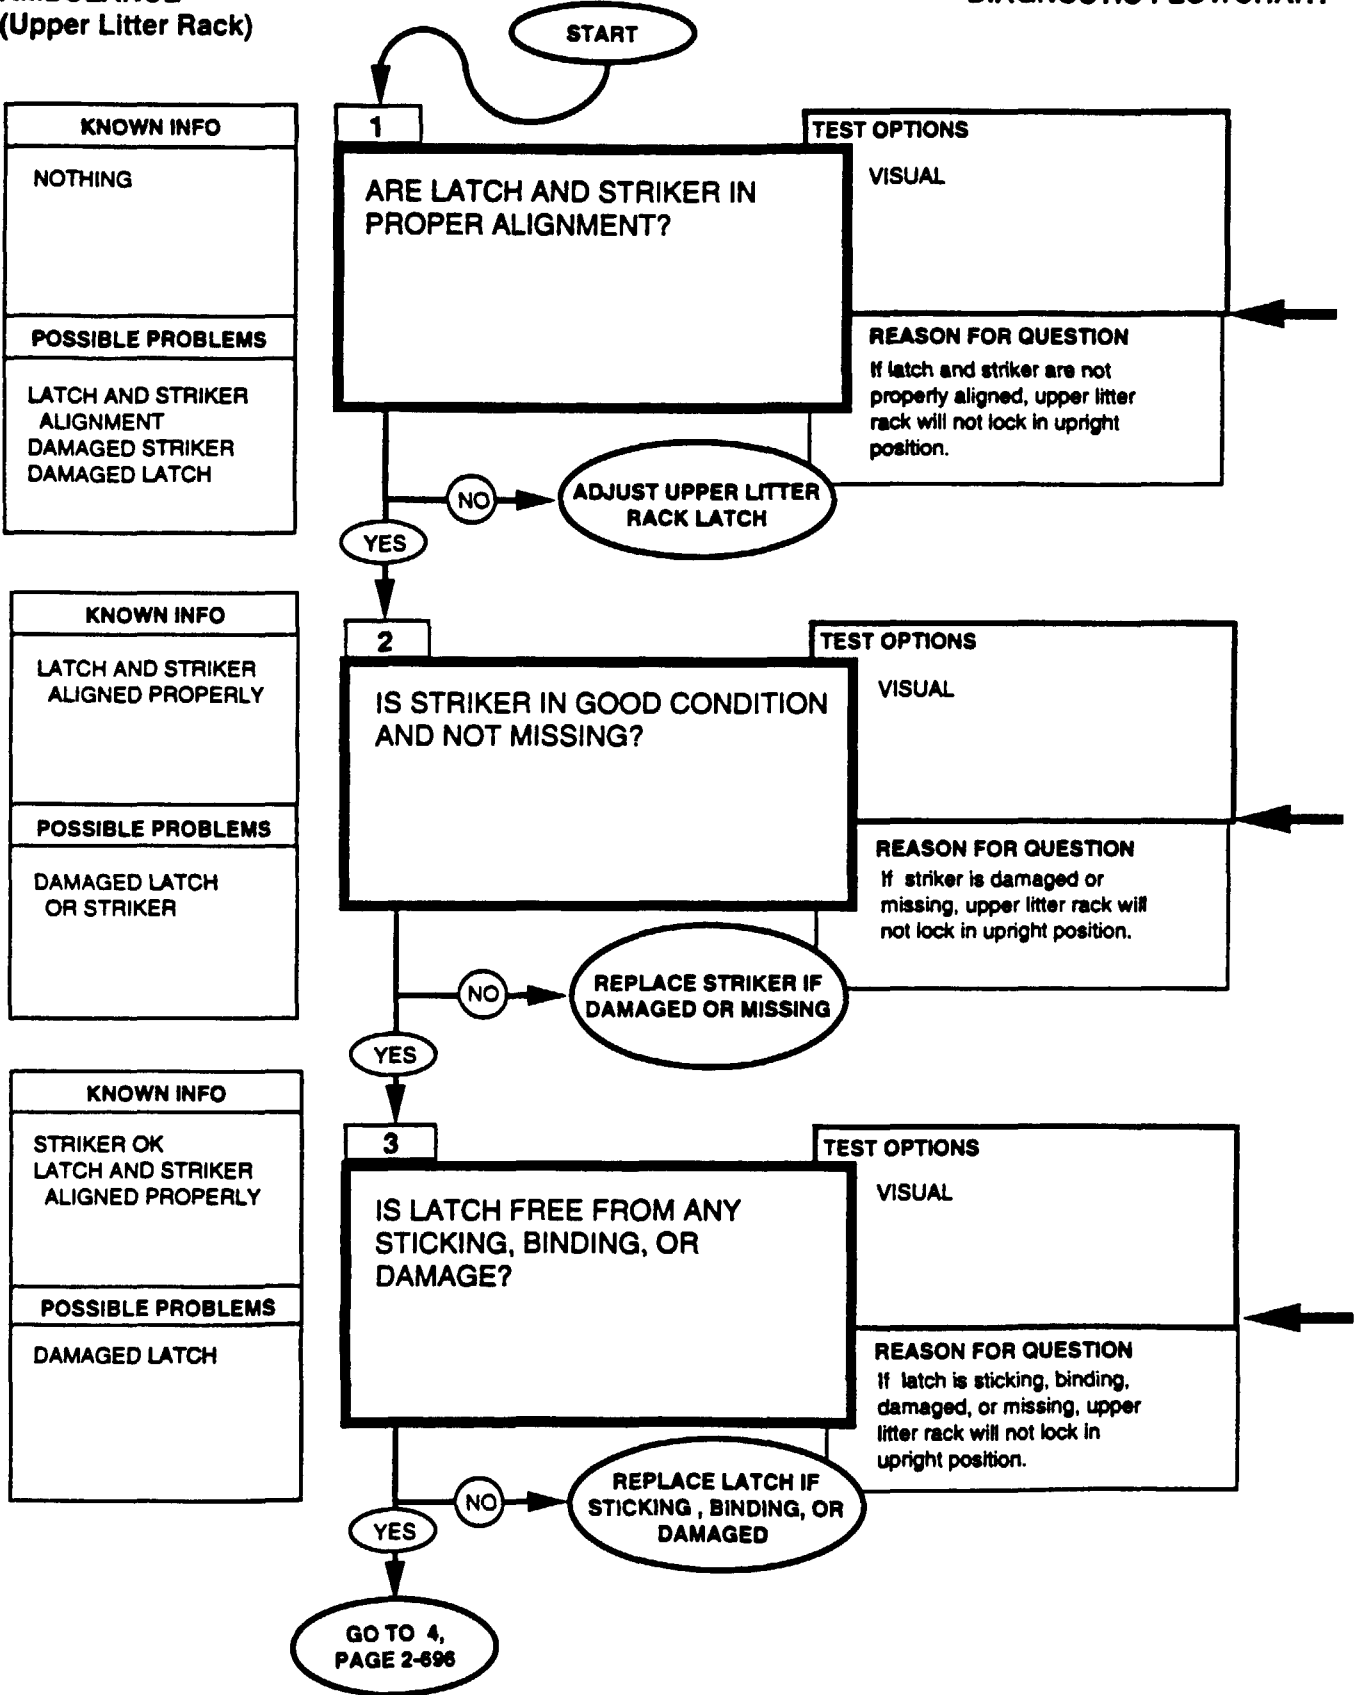 (Upper Litter Rack)
START
KNOWN INFO
NOTHING
POSSIBLE PROBLEMS
LATCH AND STRIKER
ALIGNMENT
DAMAGED STRIKER
DAMAGED LATCH
1
ARE LATCH AND STRIKER IN
PROPER ALIGNMENT?
TEST OPTIONS
VISUAL
REASON FOR QUESTION
If latch and striker are not
properly aligned, upper litter
rack will not lock in upright
position.
NO
ADJUST UPPER LITTER
RACK LATCH
YES
KNOWN INFO
LATCH AND STRIKER
ALIGNED PROPERLY
POSSIBLE PROBLEMS
DAMAGED LATCH
OR STRIKER
2
IS STRIKER IN GOOD CONDITION
AND NOT MISSING?
TEST OPTIONS
VISUAL
REASON FOR QUESTION
If striker is damaged or
missing, upper litter rack will
not lock in upright position.
NO
REPLACE STRIKER IF
DAMAGED OR MISSING
YES
KNOWN INFO
STRIKER OK
LATCH AND STRIKER
ALIGNED PROPERLY
POSSIBLE PROBLEMS
DAMAGED LATCH
3
IS LATCH FREE FROM ANY
STICKING, BINDING, OR
DAMAGE?
TEST OPTIONS
VISUAL
REASON FOR QUESTION
If latch is sticking, binding,
damaged, or missing, upper
litter rack will not lock in
upright position.
NO
REPLACE LATCH IF
STICKING , BINDING, OR
DAMAGED
YES
GO TO 4,
PAGE 2-696